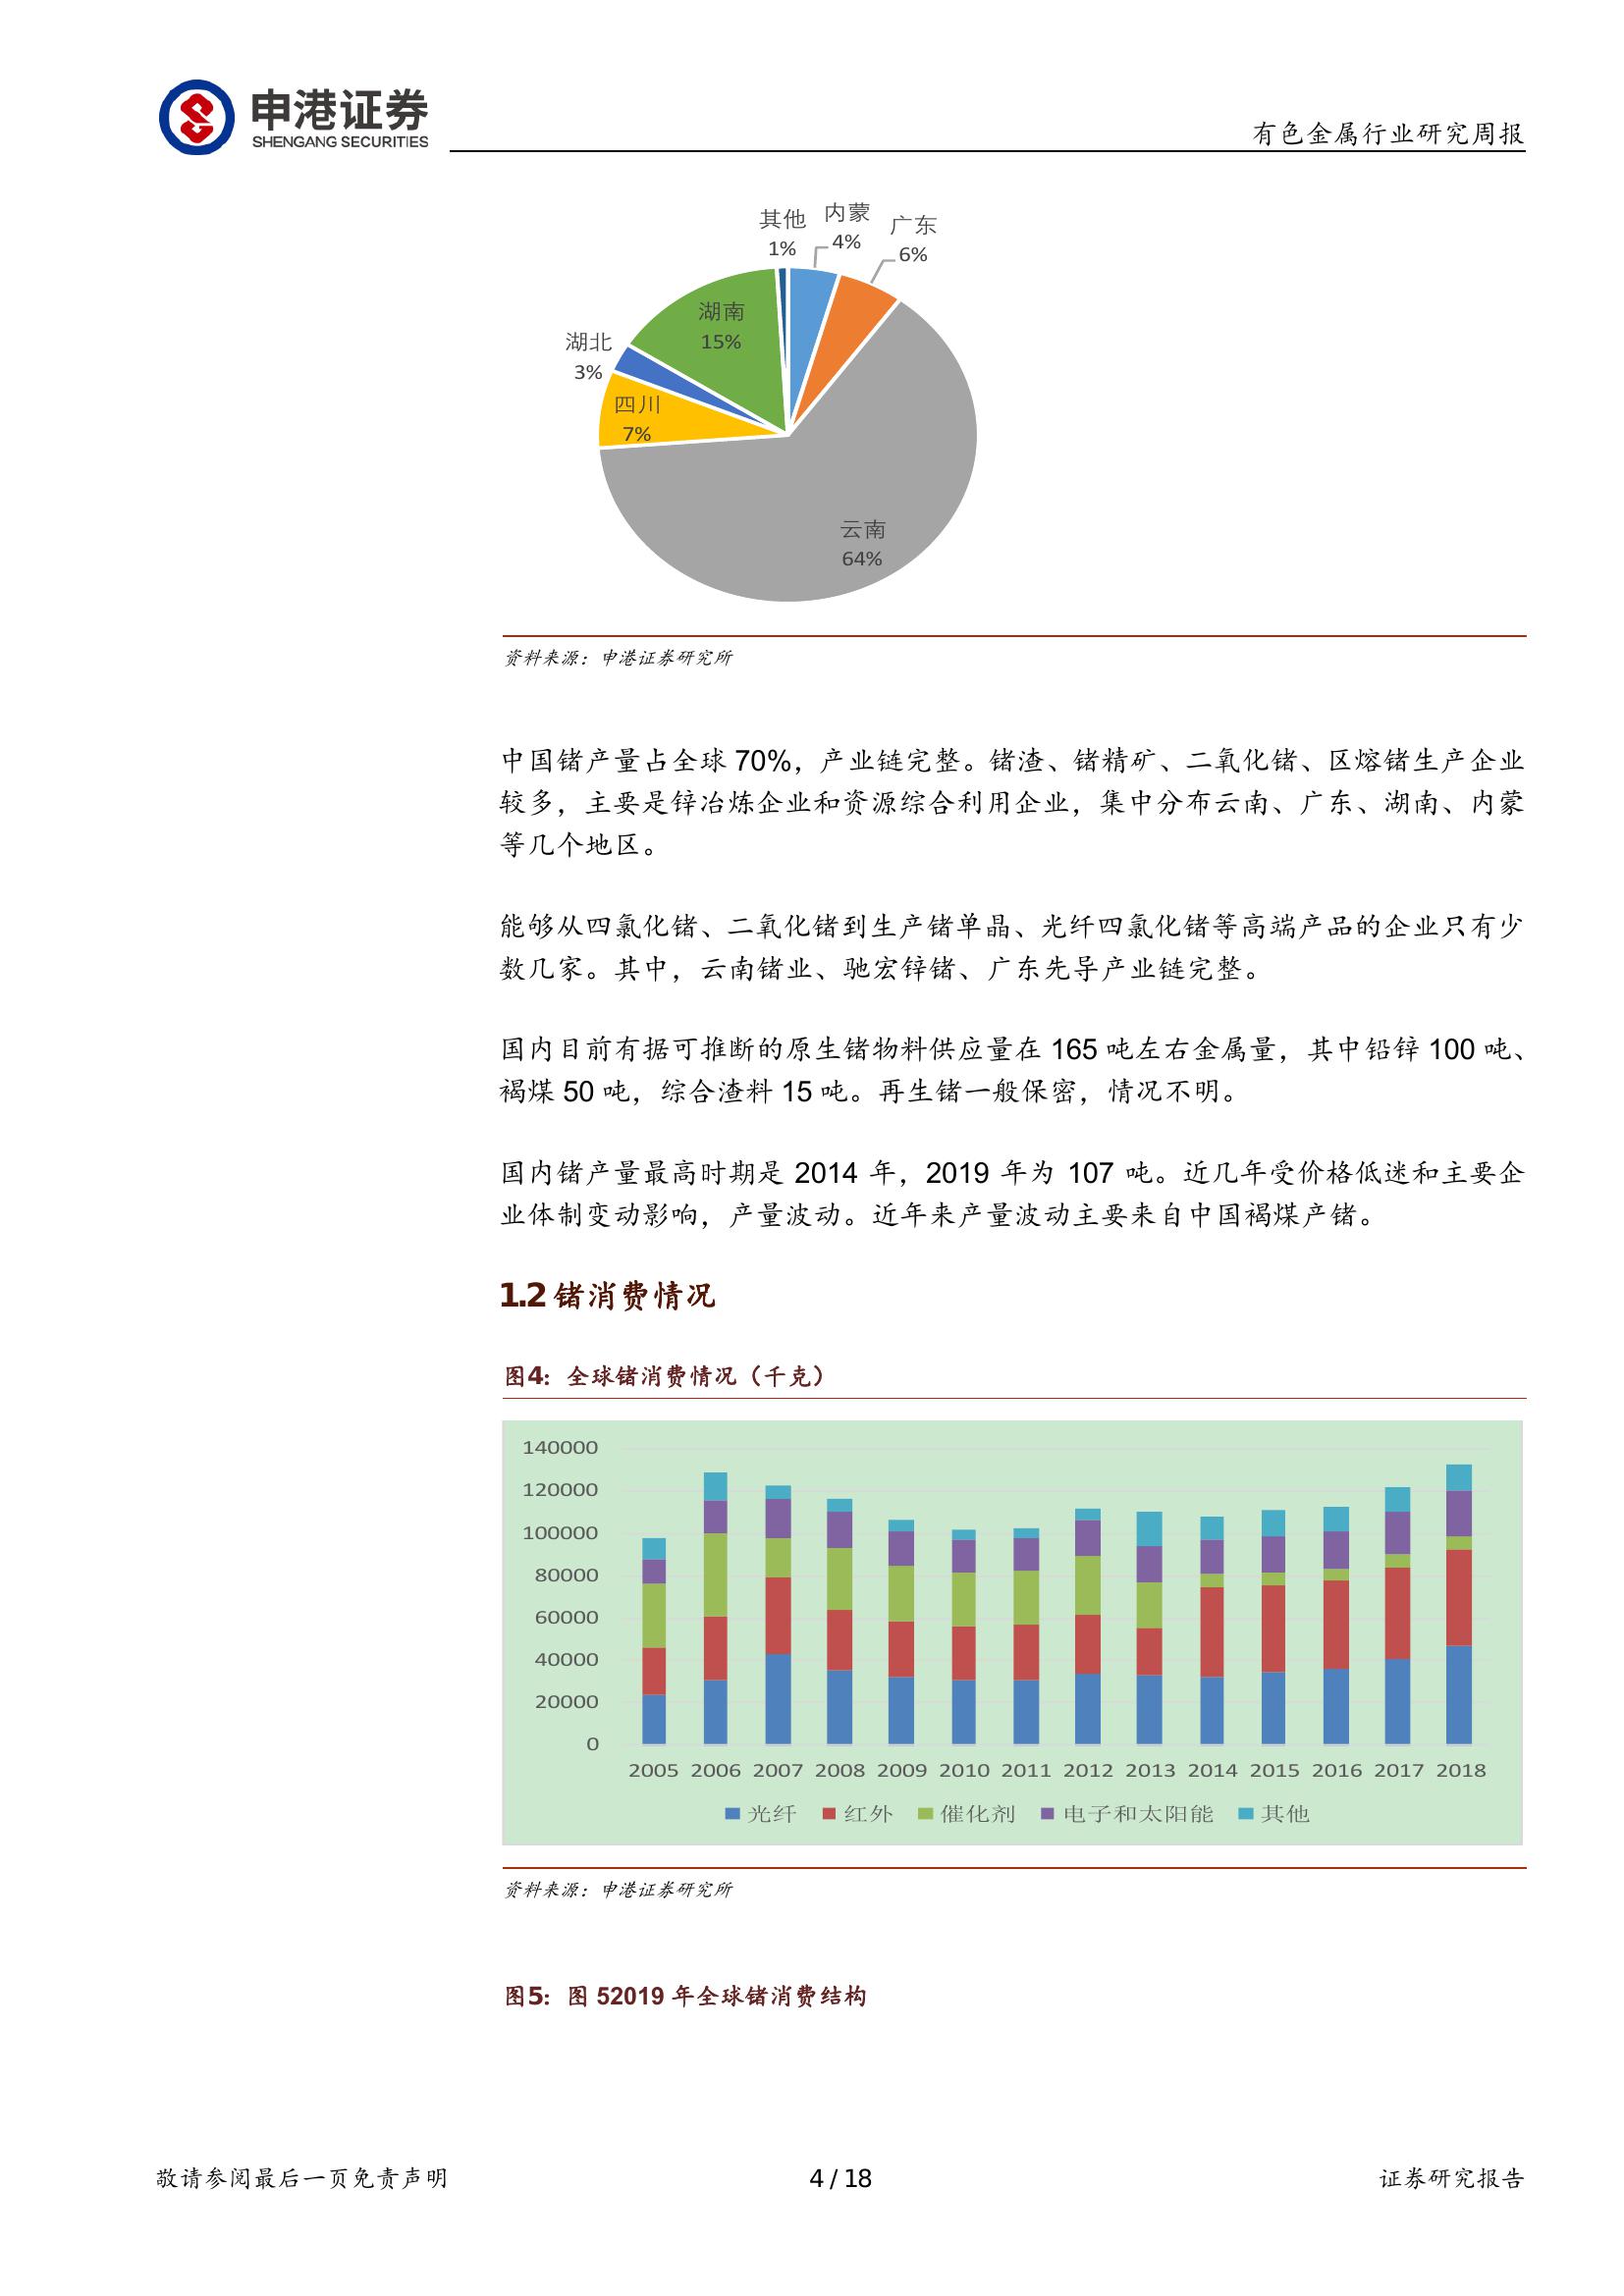 申港证券
SHENGANG SECURITIES
有色金属行业研究周报
其他
1%
内蒙
4%
广东
6%
湖南
15%
湖北
3%
四川
7%
云南
64%
资料来源：申港证券研究所
中国锗产量占全球 70%，产业链完整。锗渣、锗精矿、二氧化锗、区熔锗生产企业
较多，主要是锌冶炼企业和资源综合利用企业，集中分布云南、广东、湖南、内蒙
等几个地区。
能够从四氯化锗、二氧化锗到生产锗单晶、光纤四氯化锗等高端产品的企业只有少
数几家。其中，云南锗业、驰宏锌锗、广东先导产业链完整。
国内目前有据可推断的原生锗物料供应量在 165 吨左右金属量，其中铅锌 100 吨、
褐煤 50 吨，综合渣料 15 吨。再生锗一般保密，情况不明。
国内锗产量最高时期是 2014 年，2019 年为 107 吨。近几年受价格低迷和主要企
业体制变动影响，产量波动。近年来产量波动主要来自中国褐煤产锗。
1.2 锗消费情况
图4：全球锗消费情况（千克）
140000
120000
100000
80000
60000
40000
20000
0
2005 2006 2007 2008 2009 2010 2011 2012 2013 2014 2015 2016 2017 2018
光纤 红外 催化剂 电子和太阳能 其他
资料来源：申港证券研究所
图5：图 52019 年全球锗消费结构
敬请参阅最后一页免责声明
4 / 18
证券研究报告